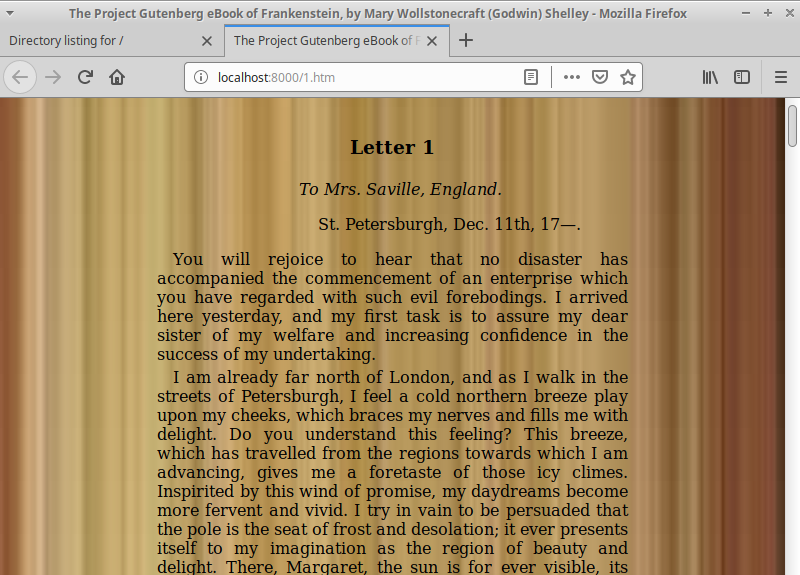 The Project Gutenberg eBook of Frankenstein, by Mary Wollstonecraft (Godwin) Shelley - Mozilla Firefox
Directory listing for /
The Project Gutenberg eBook of F
localhost:8000/1.htm
Letter 1
To Mrs. Saville, England.
St. Petersburgh, Dec. 11th, 17—.
You will rejoice to hear that no disaster has
accompanied the commencement of an enterprise which
you have regarded with such evil forebodings. I arrived
here yesterday, and my first task is to assure my dear
sister of my welfare and increasing confidence in the
success of my undertaking.
I am already far north of London, and as I walk in the
streets of Petersburgh, I feel a cold northern breeze play
upon my cheeks, which braces my nerves and fills me with
delight. Do you understand this feeling? This breeze,
which has travelled from the regions towards which I am
advancing, gives me a foretaste of those icy climes.
Inspirited by this wind of promise, my daydreams become
more fervent and vivid. I try in vain to be persuaded that
the pole is the seat of frost and desolation; it ever presents
itself to my imagination as the region of beauty and
delight. There, Margaret, the sun is for ever visible, its